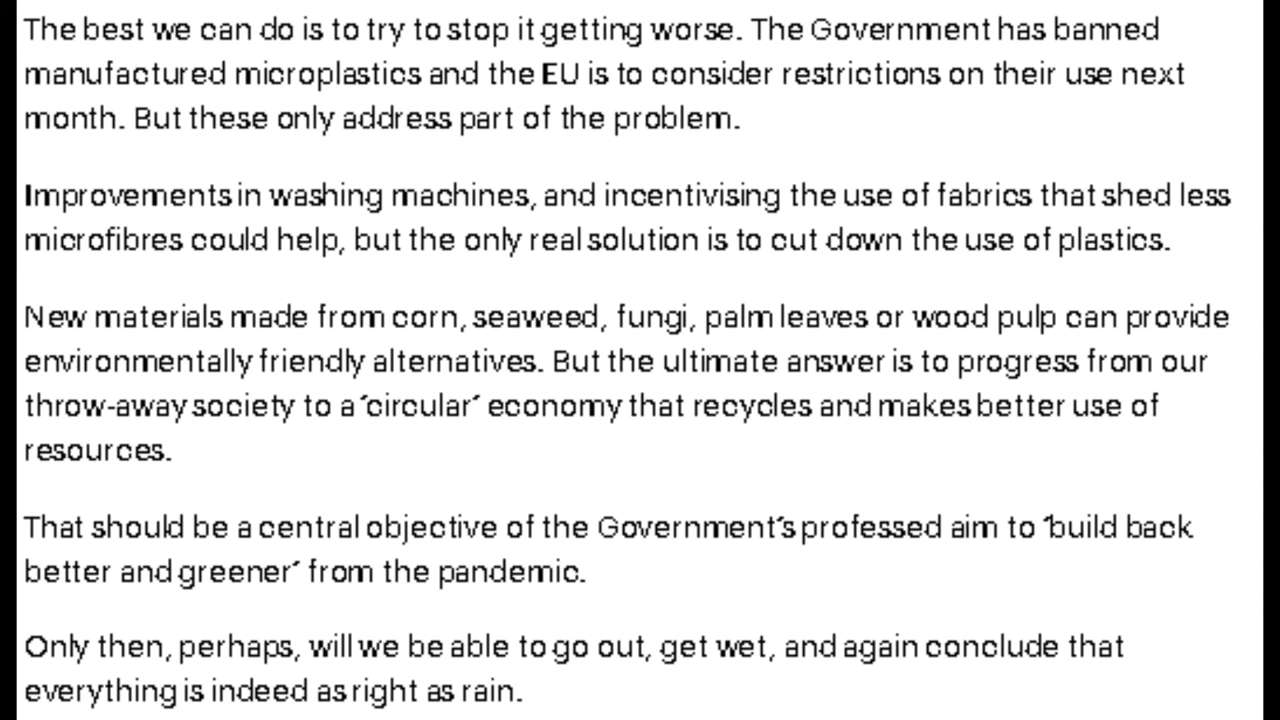 The best we can do is to try to stop it getting worse. The Government has banned
manufactured microplastics and the EU is to consider restrictions on their use next
month. But these only address part of the problem.
Improvements in washing machines, and incentivising the use of fabrics that shed less
microfibres could help, but the only real solution is to cut down the use of plastics.
New materials made from corn, seaweed, fungi, palm leaves or wood pulp can provide
environmentally friendly alternatives. But the ultimate answer is to progress from our
throw-away society to a ‘circular’ economy that recycles and makes better use of
resources.
That should be a central objective of the Government’s professed aim to ‘build back
better and greener’ from the pandemic.
Only then, perhaps, will we be able to go out, get wet, and again conclude that
everything is indeed as right as rain.